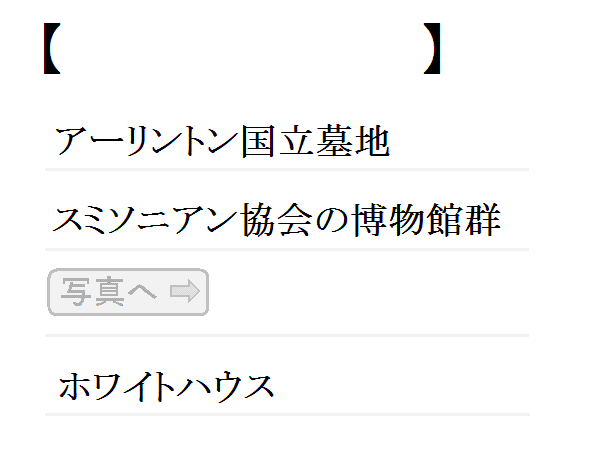 【 】
アーリントン国立墓地
スミソニアン協会の博物館群
写真へ ⇨
ホワイトハウス